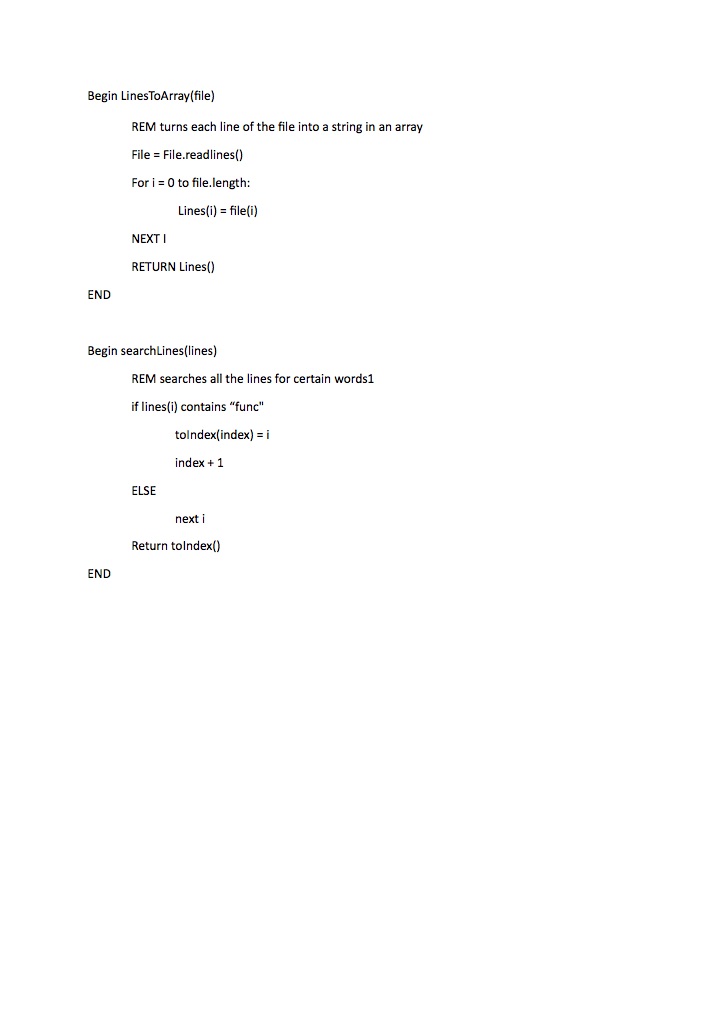 Begin LinesToArray(file)
REM turns each line of the file into a string in an array
File = File.readlines()
For i = 0 to file.length:
Lines(i) = file(i)
NEXT I
RETURN Lines()
END
Begin searchLines(lines)
REM searches all the lines for certain words1
if lines(i) contains “func"
toIndex(index) = i
index + 1
ELSE
next i
Return toIndex()
END